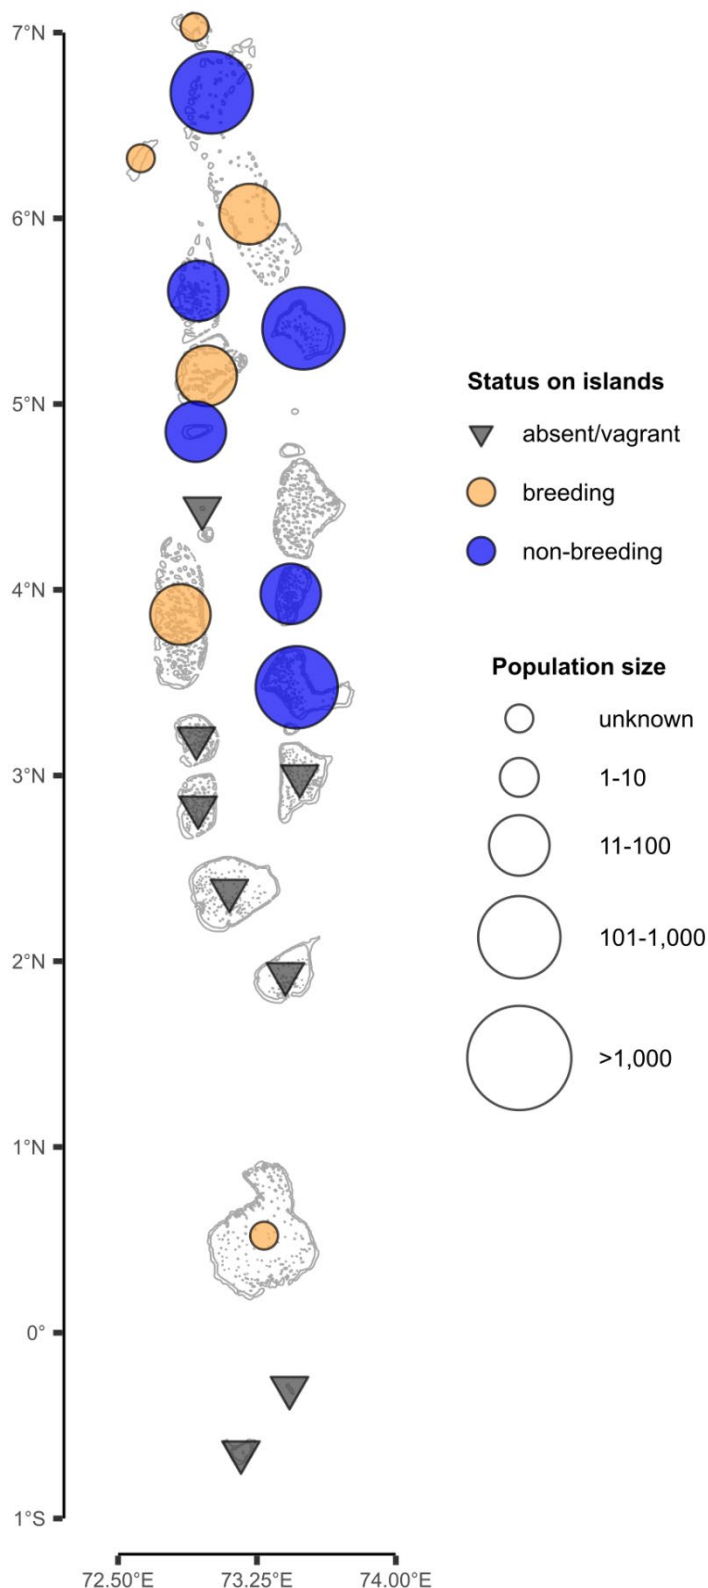 7°N
6°N
5°N
4°N
3°N
2°N
1°N
0°
1°S
72.50°E
73.25°E
74.00°E
Status on islands
absent/vagrant
breeding
non-breeding
Population size
unknown
1-10
11-100
101-1,000
>1,000